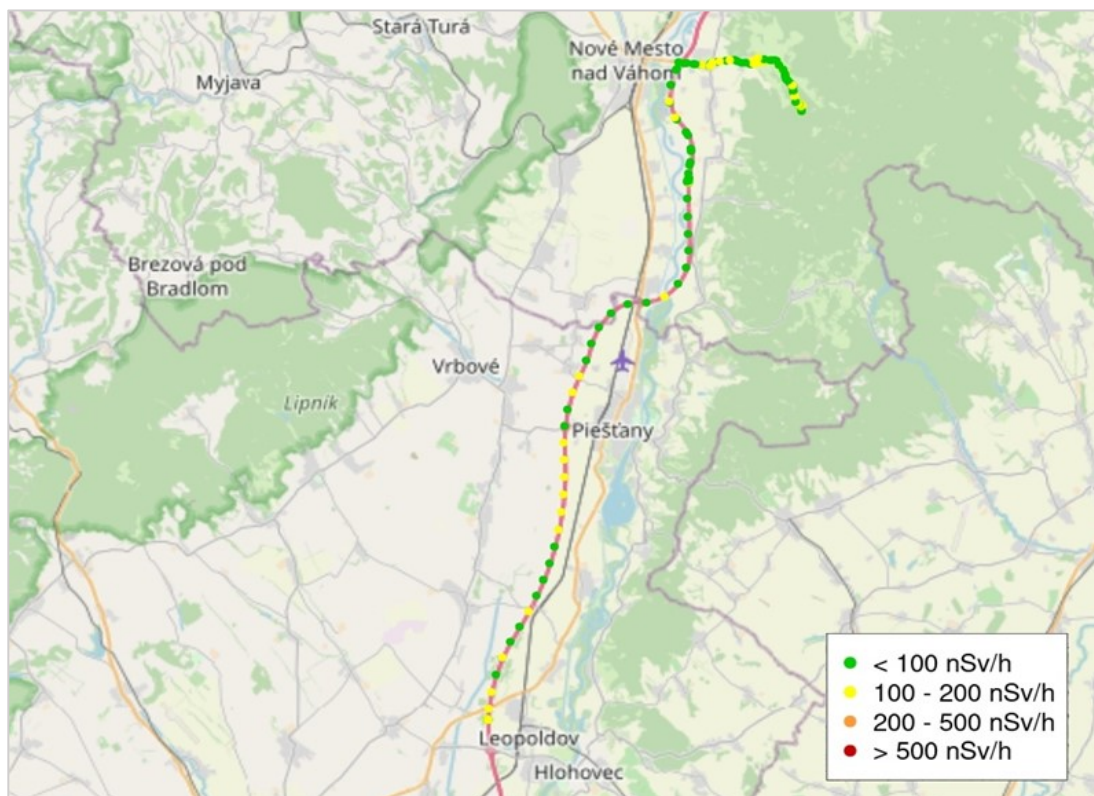 Stará Turá
Nové Mesto
nad Váhom
Myjava
Brezová pod
Bradlom
Vrbové
Lipník
Piešťany
Leopoldov
Hlohovec
< 100 nSv/h
100 - 200 nSv/h
200 - 500 nSv/h
> 500 nSv/h